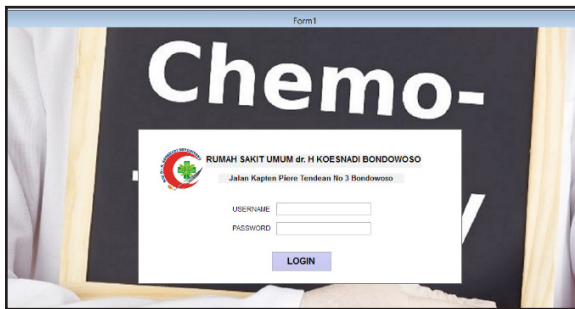 Form1
Chemo-
RUMAH SAKIT UMUM dr. H KOESNADI BONDOWOSO
Jalan Kapten Piere Tendean No 3 Bondowoso
USERNAME
PASSWORD
LOGIN